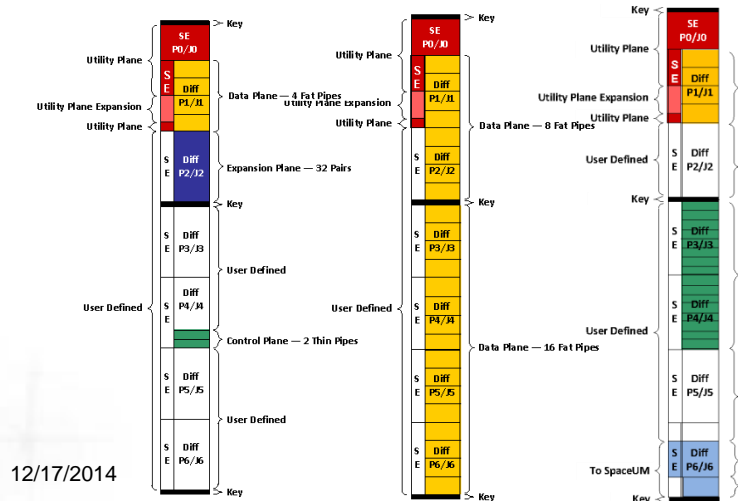 Key
SE
P0/J0
Utility Plane
S
E
Diff
P1/J1
Data Plane — 4 Fat Pipes
Utility Plane Expansion
Utility Plane
S
E
Diff
P2/J2
Expansion Plane — 32 Pairs
Key
S
E
Diff
P3/J3
User Defined
User Defined
S
E
Diff
P4/J4
Control Plane — 2 Thin Pipes
S
E
Diff
P5/J5
User Defined
S
E
Diff
P6/J6
Key
Key
SE
P0/J0
Utility Plane
S
E
Diff
P1/J1
Utility Plane Expansion
Utility Plane
Data Plane — 8 Fat Pipes
S
E
Diff
P2/J2
Key
S
E
Diff
P3/J3
User Defined
S
E
Diff
P4/J4
Data Plane — 16 Fat Pipes
S
E
Diff
P5/J5
S
E
Diff
P6/J6
Key
Key
SE
P0/J0
Utility Plane
S
E
Diff
P1/J1
Utility Plane Expansion
Utility Plane
User Defined
S
E
Diff
P2/J2
Key
S
E
Diff
P3/J3
User Defined
S
E
Diff
P4/J4
S
E
Diff
P5/J5
To SpaceUM
S
E
Diff
P6/J6
Key
12/17/2014